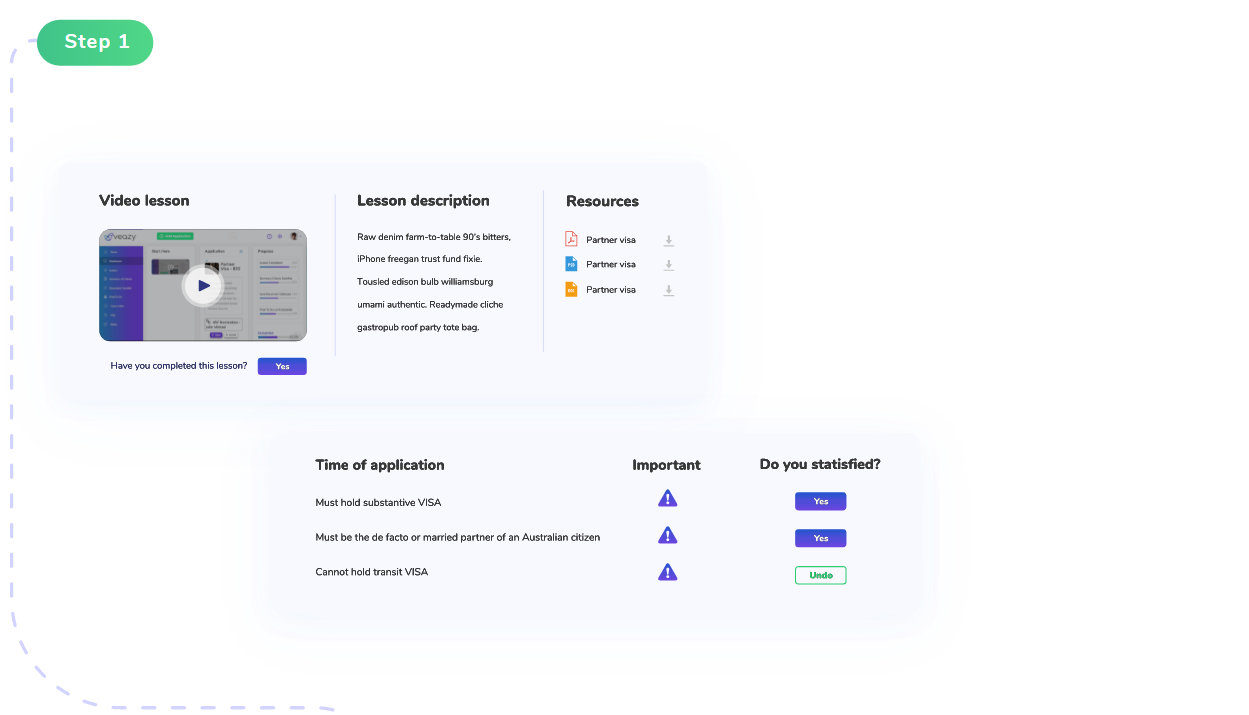 Step 1
Video lesson
veazy
Lesson description
Raw denim farm-to-table 90's bitters,
iPhone freegan trust fund fixie.
Tousled edison bulb williamsburg
umami authentic. Readymade cliche
gastropub roof party tote bag.
Resources
Partner visa
Partner visa
Partner visa
Have you completed this lesson? Yes
Time of application Important Do you statisfied?
Must hold substantive VISA Yes
Must be the de facto or married partner of an Australian citizen Yes
Cannot hold transit VISA Undo